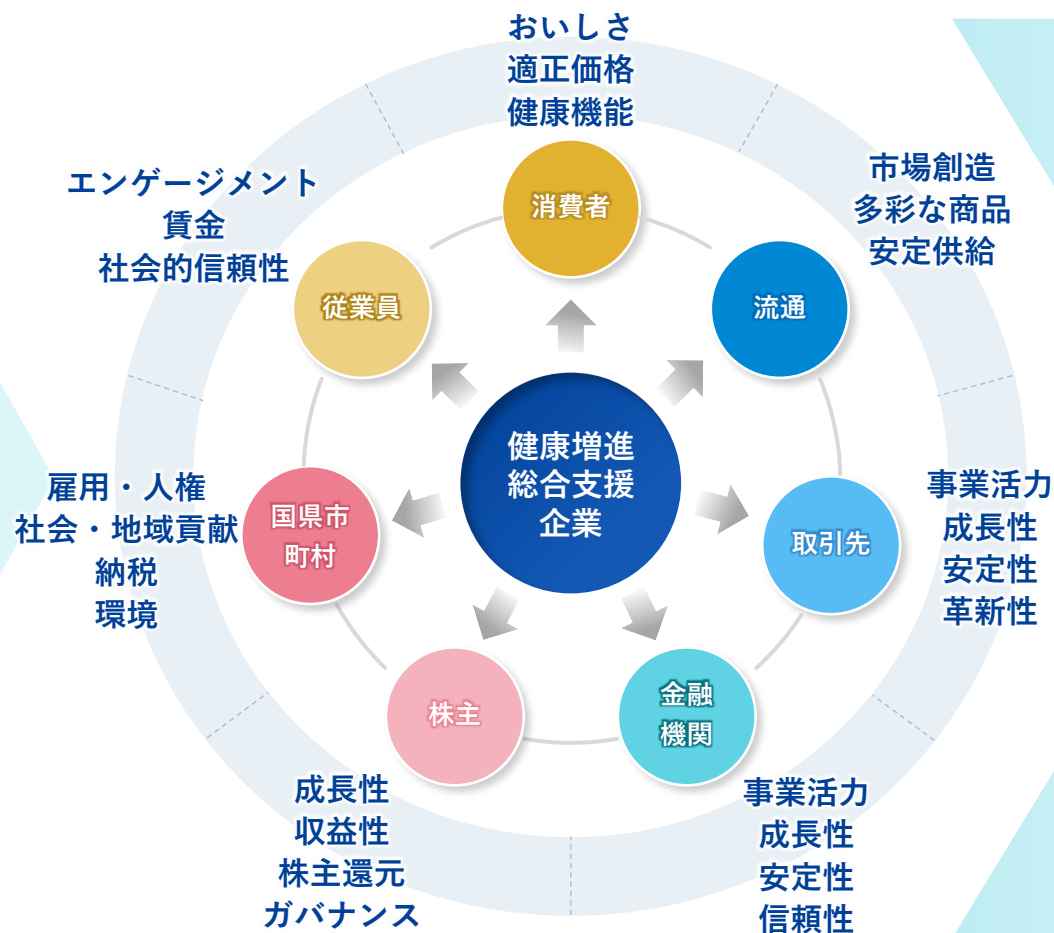 おいしさ
適正価格
健康機能
消費者
市場創造
多彩な商品
安定供給
流通
事業活力
成長性
安定性
革新性
取引先
事業活力
成長性
安定性
信頼性
金融
機関
成長性
収益性
株主還元
ガバナンス
株主
雇用・人権
社会・地域貢献
納税
環境
国県市
町村
エンゲージメント
賃金
社会的信頼性
従業員
健康増進
総合支援
企業